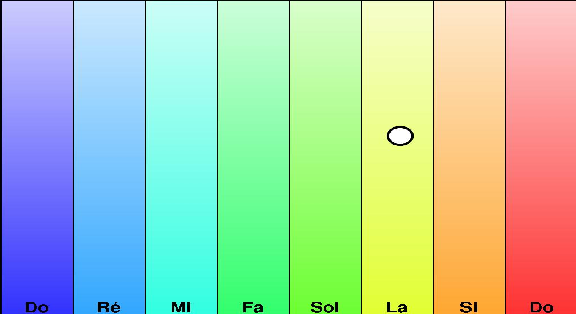 Do Ré MI Fa Sol La SI Do